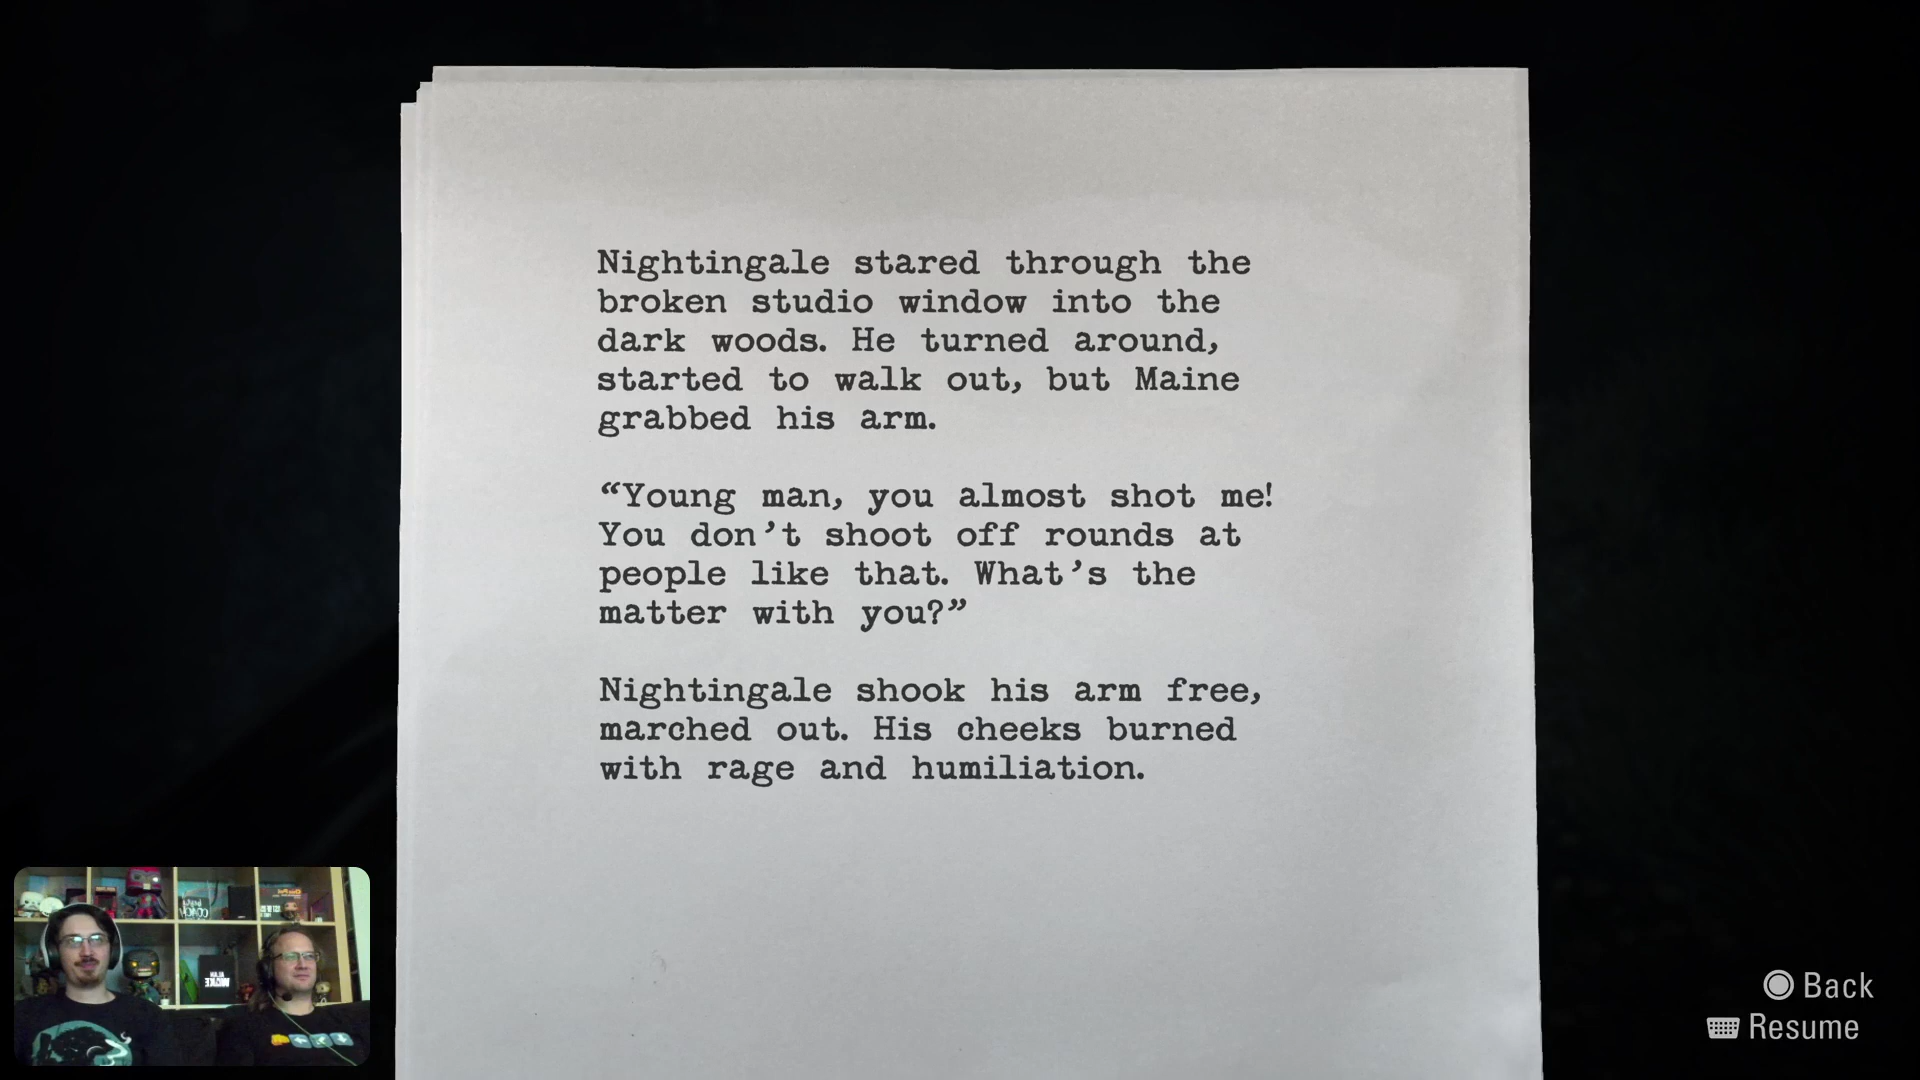 Nightingale stared through the
broken studio window into the
dark woods. He turned around,
started to walk out, but Maine
grabbed his arm.
“Young man, you almost shot me!
You don’t shoot off rounds at
people like that. What’s the
matter with you?”
Nightingale shook his arm free,
marched out. His cheeks burned
with rage and humiliation.
Back
Resume